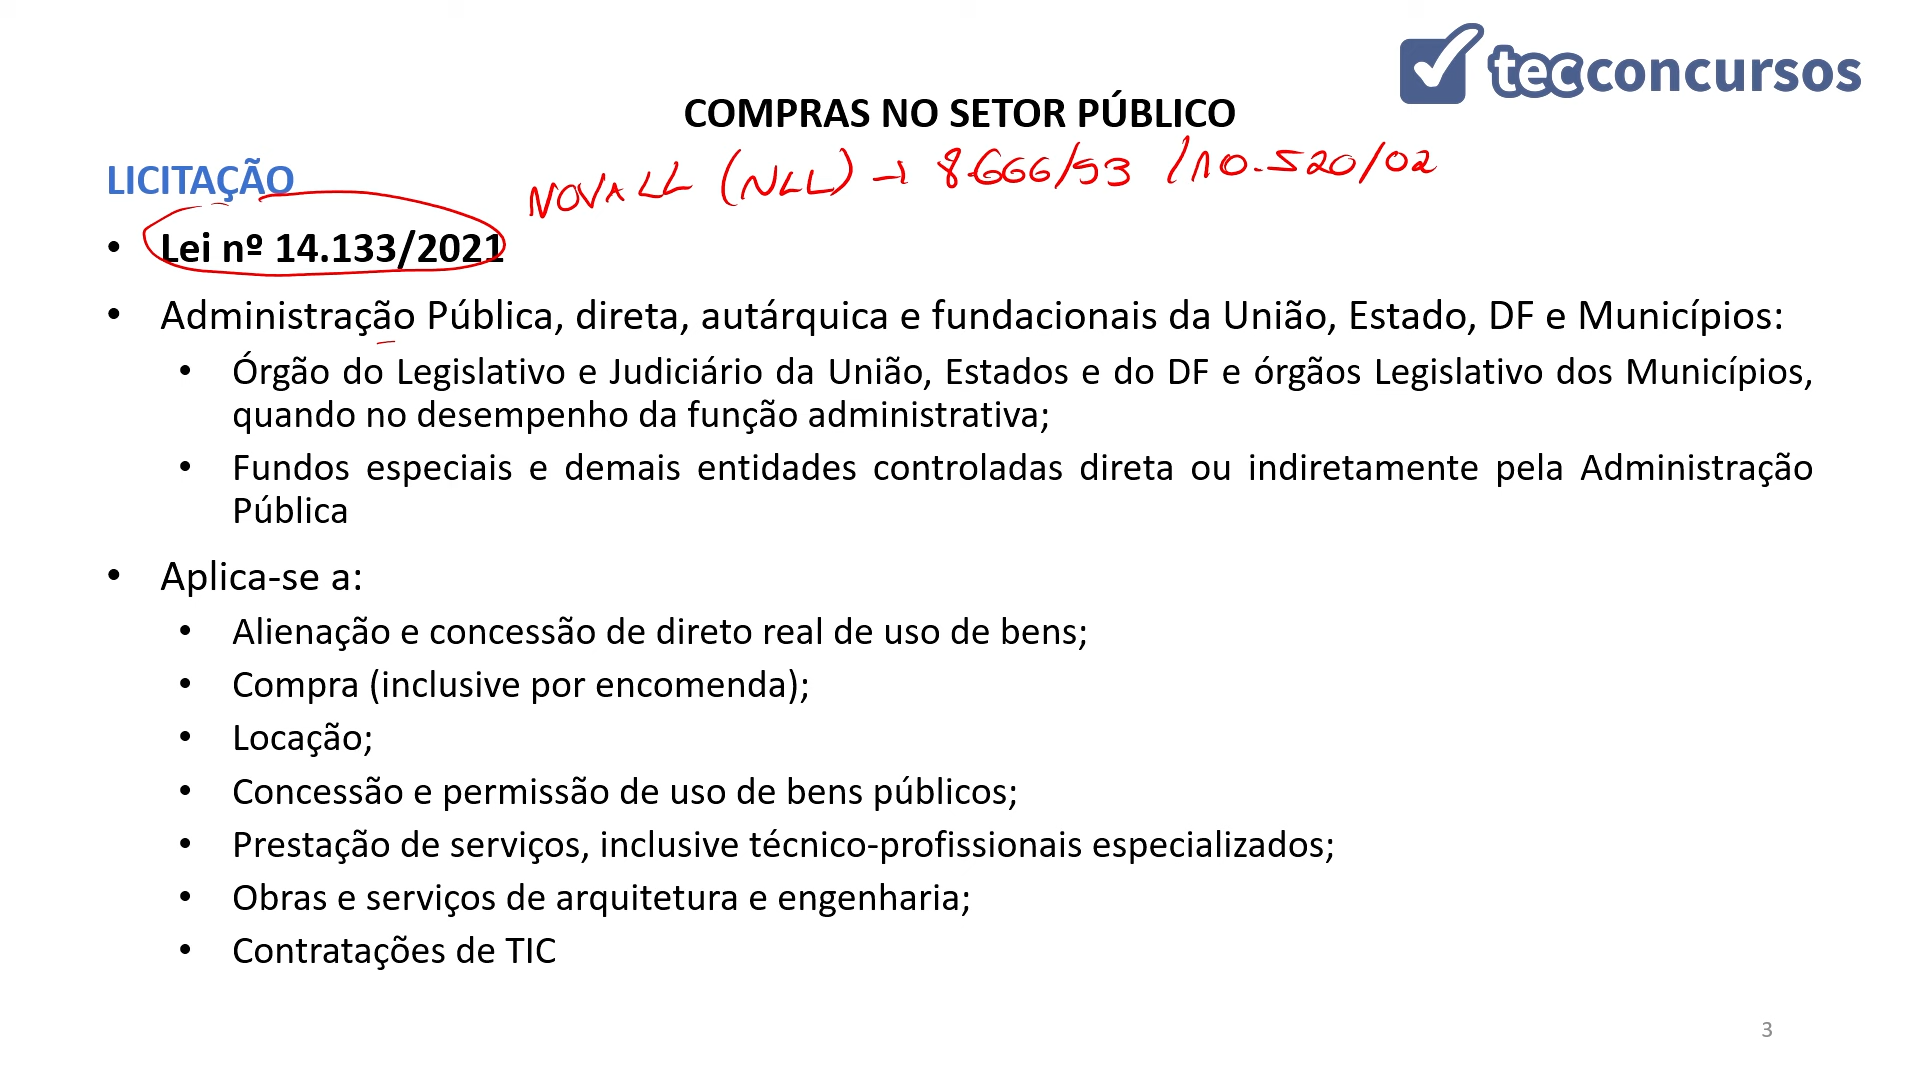 tecconcursos
COMPRAS NO SETOR PÚBLICO
LICITAÇÃO
NOVA LL (NLL) → 8.666/93 /10.520/02
• Lei nº 14.133/2021
• Administração Pública, direta, autárquica e fundacionais da União, Estado, DF e Municípios:
• Órgão do Legislativo e Judiciário da União, Estados e do DF e órgãos Legislativo dos Municípios,
quando no desempenho da função administrativa;
• Fundos especiais e demais entidades controladas direta ou indiretamente pela Administração
Pública
• Aplica-se a:
• Alienação e concessão de direto real de uso de bens;
• Compra (inclusive por encomenda);
• Locação;
• Concessão e permissão de uso de bens públicos;
• Prestação de serviços, inclusive técnico-profissionais especializados;
• Obras e serviços de arquitetura e engenharia;
• Contratações de TIC
3